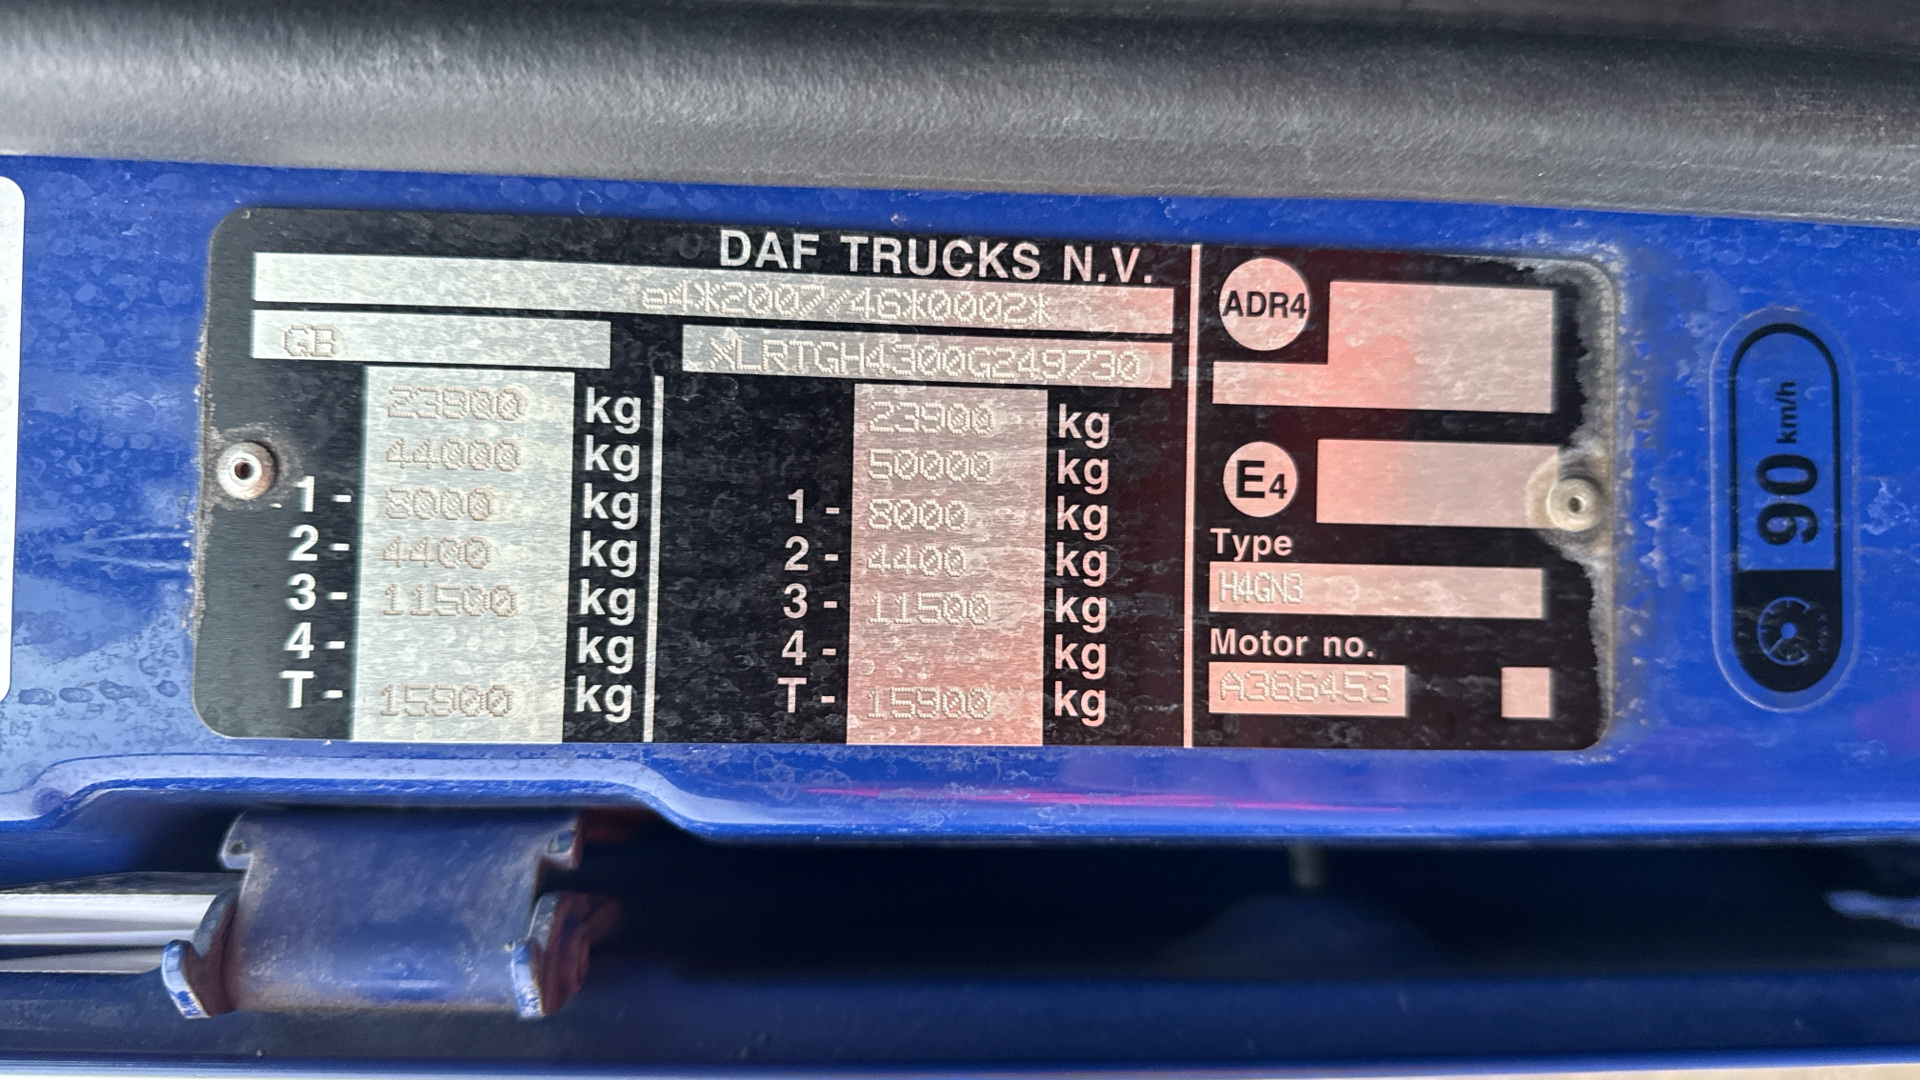 DAF TRUCKS N.V.
e4*2007/46*0002*
GB
XLRTGH4300G249730
23900 kg 23900 kg
44000 kg 50000 kg
1- 8000 kg 1- 8000 kg
2- 4400 kg 2- 4400 kg
3- 11500 kg 3- 11500 kg
4- kg 4- kg
T- 15900 kg T- 15900 kg
ADR4
E4
Type
H4GN3
Motor no.
A366453
90 km/h